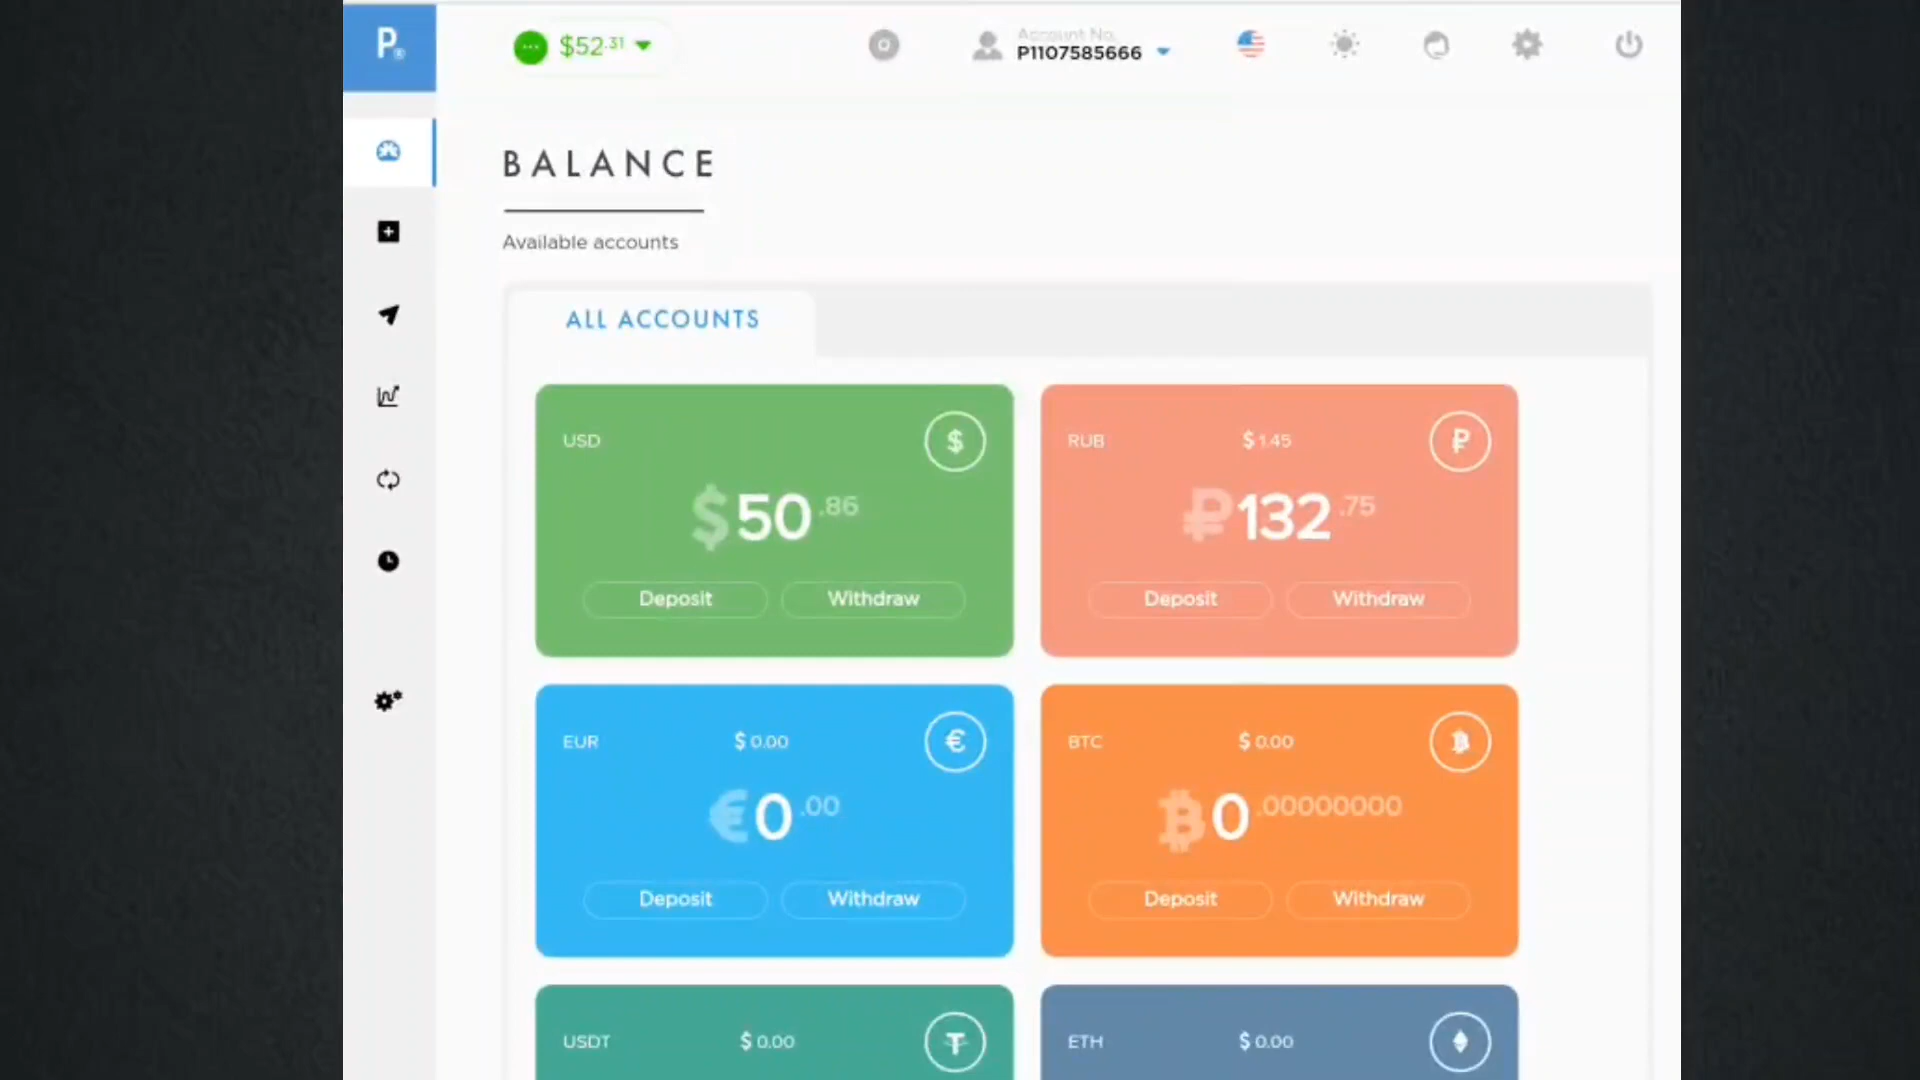 P
$52.31
Account No.
P1107585666
BALANCE
Available accounts
ALL ACCOUNTS
USD
$
$50.86
Deposit
Withdraw
RUB
$ 1.45
₽
₽132.75
Deposit
Withdraw
EUR
$ 0.00
€
€0.00
Deposit
Withdraw
BTC
$ 0.00
₿
₿0.00000000
Deposit
Withdraw
USDT
$ 0.00
ETH
$ 0.00